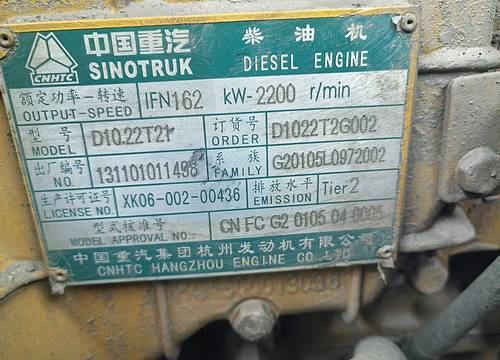 中国重汽 柴油机
CNHTC SINOTRUK DIESEL ENGINE
额定功率-转速 IFN162 kW-2200 r/min
OUTPUT-SPEED
型号 D10.22T21 订货号 D1022T2G002
MODEL ORDER
出厂编号 131101011498 系族 G20105L0972002
NO. FAMILY
生产许可证号 XK06-002-00436 排放水平 Tier 2
LICENSE NO. EMISSION
型式核准号 CN FC G2 0105 04 0005
MODEL APPROVAL NO.:
中国重汽集团杭州发动机有限公司
CNHTC HANGZHOU ENGINE CO.,LTD.